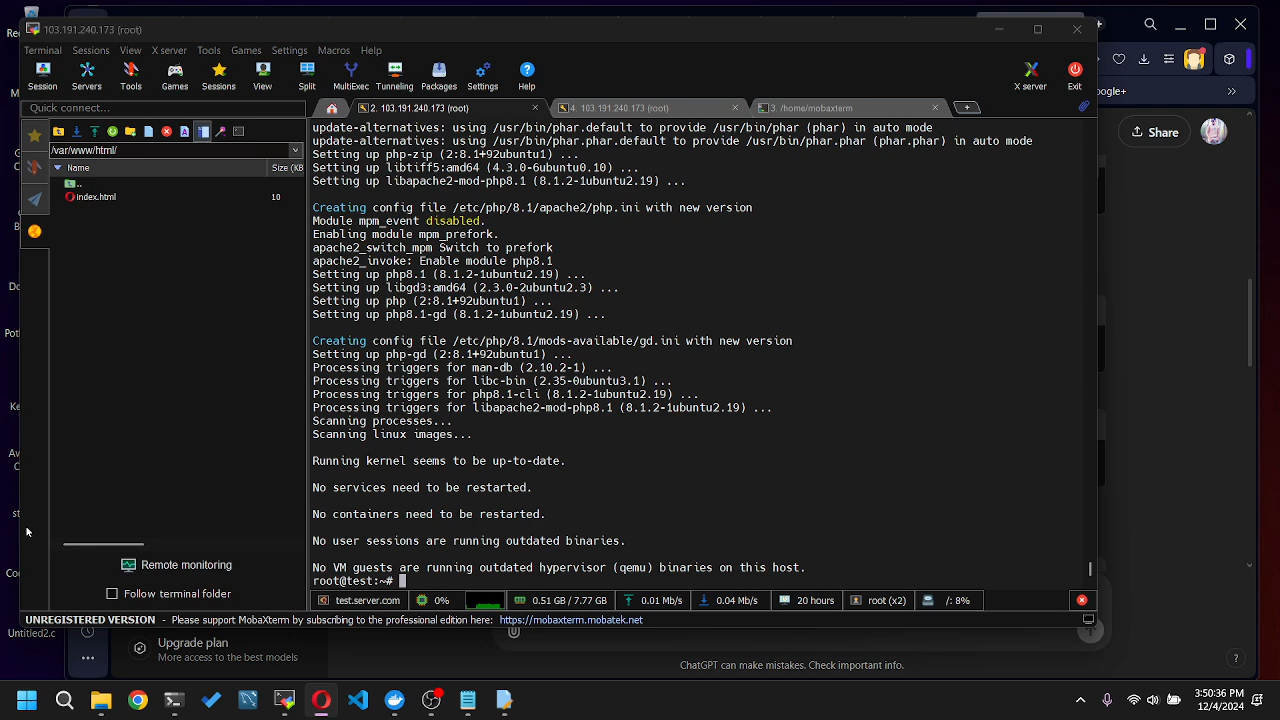 103.191.240.173 (root)
Terminal Sessions View X server Tools Games Settings Macros Help
Session Servers Tools Games Sessions View Split MultiExec Tunneling Packages Settings Help X server Exit
Quick connect...
2. 103.191.240.173 (root)
4. 103.191.240.173 (root)
3. /home/mobaxterm
oogle+
Share
/var/www/html/
Name Size (KB
..
index.html 10
update-alternatives: using /usr/bin/phar.default to provide /usr/bin/phar (phar) in auto mode
update-alternatives: using /usr/bin/phar.phar.default to provide /usr/bin/phar.phar (phar.phar) in auto mode
Setting up php-zip (2:8.1+92ubuntu1) ...
Setting up libtiff5:amd64 (4.3.0-6ubuntu0.10) ...
Setting up libapache2-mod-php8.1 (8.1.2-1ubuntu2.19) ...
Creating config file /etc/php/8.1/apache2/php.ini with new version
Module mpm_event disabled.
Enabling module mpm_prefork.
apache2_switch_mpm Switch to prefork
apache2_invoke: Enable module php8.1
Setting up php8.1 (8.1.2-1ubuntu2.19) ...
Setting up libgd3:amd64 (2.3.0-2ubuntu2.3) ...
Setting up php (2:8.1+92ubuntu1) ...
Setting up php8.1-gd (8.1.2-1ubuntu2.19) ...
Creating config file /etc/php/8.1/mods-available/gd.ini with new version
Setting up php-gd (2:8.1+92ubuntu1) ...
Processing triggers for man-db (2.10.2-1) ...
Processing triggers for libc-bin (2.35-0ubuntu3.1) ...
Processing triggers for php8.1-cli (8.1.2-1ubuntu2.19) ...
Processing triggers for libapache2-mod-php8.1 (8.1.2-1ubuntu2.19) ...
Scanning processes...
Scanning linux images...
Running kernel seems to be up-to-date.
No services need to be restarted.
No containers need to be restarted.
No user sessions are running outdated binaries.
No VM guests are running outdated hypervisor (qemu) binaries on this host.
root@test:~#
Remote monitoring
Follow terminal folder
test.server.com 0% 0.51 GB / 7.77 GB 0.01 Mb/s 0.04 Mb/s 20 hours root (x2) /: 8%
UNREGISTERED VERSION - Please support MobaXterm by subscribing to the professional edition here: https://mobaxterm.mobatek.net
Untitled2.c
Upgrade plan
More access to the best models
ChatGPT can make mistakes. Check important info.
?
3:50:36 PM
12/4/2024